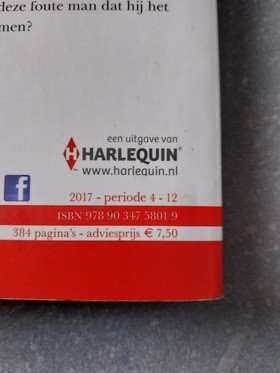 deze foute man dat hij het
men?
een uitgave van
H HARLEQUIN®
™ www.harlequin.nl
f
2017 - periode 4 - 12
ISBN 978 90 347 5801 9
384 pagina's - adviesprijs € 7,50